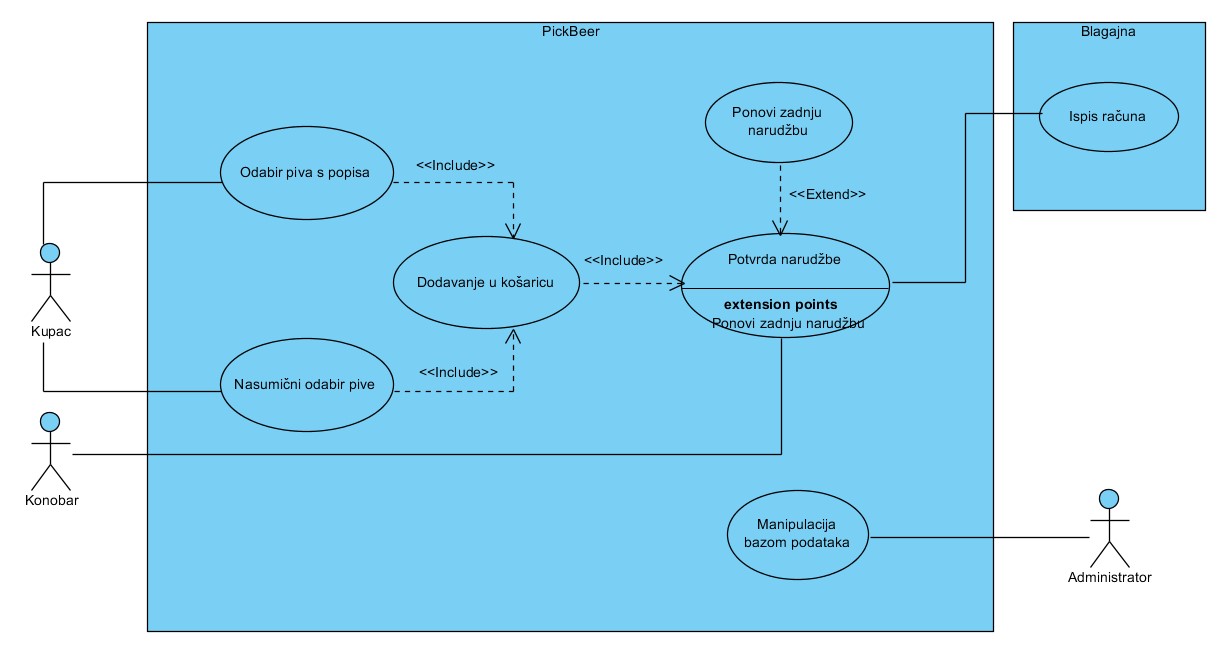 PickBeer
Blagajna
Ponovi zadnju
narudžbu
Ispis računa
Odabir piva s popisa
<<Include>>
<<Extend>>
Dodavanje u košaricu
<<Include>>
Potvrda narudžbe
extension points
Ponovi zadnju narudžbu
Kupac
Nasumični odabir pive
<<Include>>
Konobar
Manipulacija
bazom podataka
Administrator